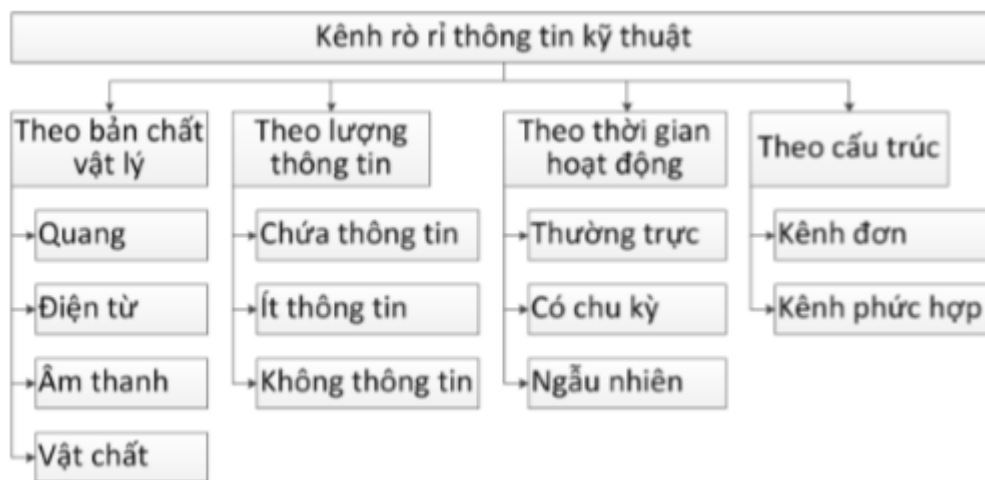 Kênh rò rỉ thông tin kỹ thuật
Theo bản chất
vật lý
Quang
Điện từ
Âm thanh
Vật chất
Theo lượng
thông tin
Chứa thông tin
Ít thông tin
Không thông tin
Theo thời gian
hoạt động
Thường trực
Có chu kỳ
Ngẫu nhiên
Theo cấu trúc
Kênh đơn
Kênh phức hợp